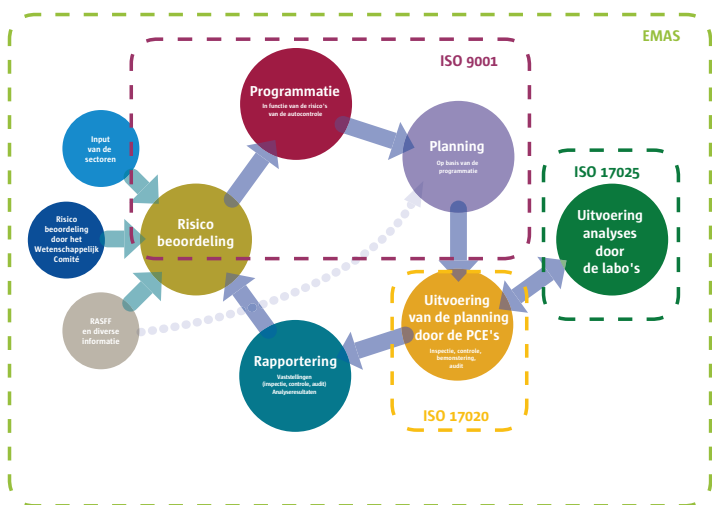 EMAS
ISO 9001
Programmatie
In functie van de risico's
van de autocontrole
Planning
Op basis van de
programmatie
Input
van de
sectoren
ISO 17025
Uitvoering
analyses
door
de labo's
Risico
beoordeling
door het
Wetenschappelijk
Comité
Risico
beoordeling
RASFF
en diverse
informatie
Uitvoering
van de planning
door de PCE's
Inspectie, controle,
bemonstering,
audit
Rapportering
Vaststellingen
(inspectie, controle, audit)
Analyseresultaten
ISO 17020